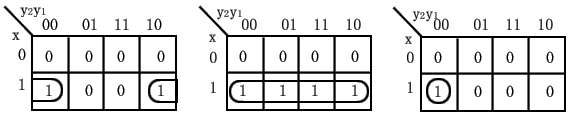 y2y1 y2y1 y2y1
00 01 11 10 00 01 11 10 00 01 11 10
x x x
0 0 0 0 0 0 0 0 0 0 0 0 0 0 0
1 1 0 0 1 1 1 1 1 1 1 1 0 0 0